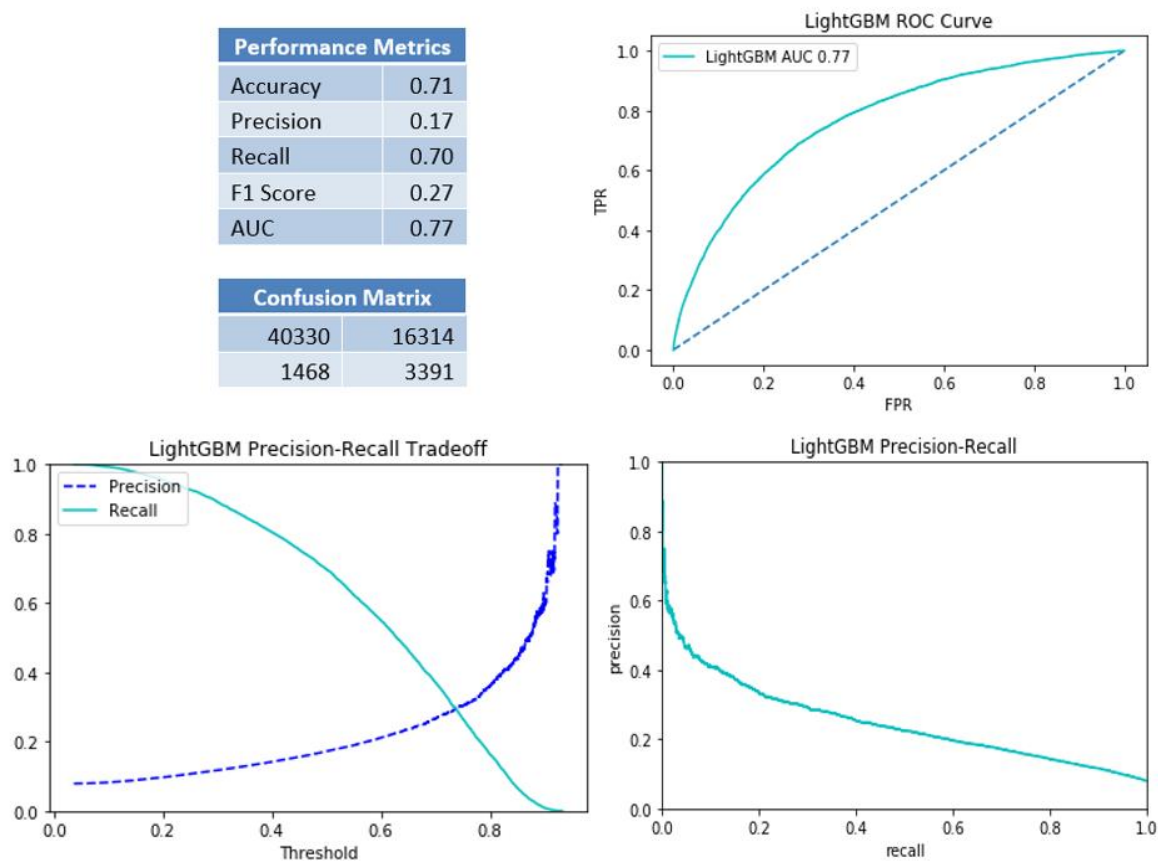 Performance Metrics
Accuracy 0.71
Precision 0.17
Recall 0.70
F1 Score 0.27
AUC 0.77
Confusion Matrix
40330 16314
1468 3391
LightGBM ROC Curve
LightGBM AUC 0.77
1.0
0.8
0.6
0.4
0.2
0.0
TPR
0.0 0.2 0.4 0.6 0.8 1.0
FPR
LightGBM Precision-Recall Tradeoff
Precision
Recall
1.0
0.8
0.6
0.4
0.2
0.0
0.0 0.2 0.4 0.6 0.8
Threshold
LightGBM Precision-Recall
1.0
0.8
0.6
0.4
0.2
0.0
precision
0.0 0.2 0.4 0.6 0.8 1.0
recall